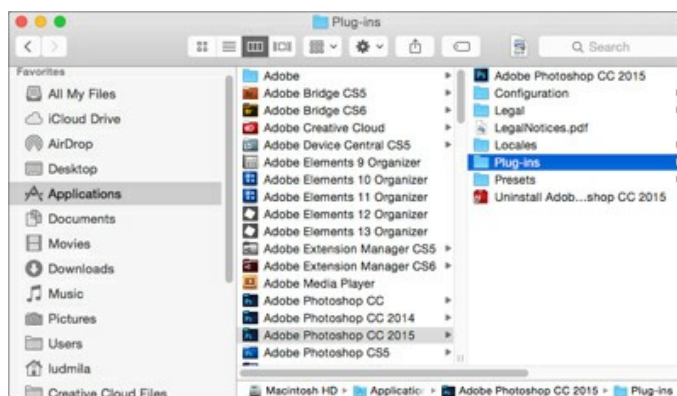 Plug-ins
Search
Favorites
All My Files
iCloud Drive
AirDrop
Desktop
Applications
Documents
Movies
Downloads
Music
Pictures
Users
ludmila
Creative Cloud Files
Adobe
Adobe Bridge CS5
Adobe Bridge CS6
Adobe Creative Cloud
Adobe Device Central CS5
Adobe Elements 9 Organizer
Adobe Elements 10 Organizer
Adobe Elements 11 Organizer
Adobe Elements 12 Organizer
Adobe Elements 13 Organizer
Adobe Extension Manager CS5
Adobe Extension Manager CS6
Adobe Media Player
Adobe Photoshop CC
Adobe Photoshop CC 2014
Adobe Photoshop CC 2015
Adobe Photoshop CS5
Adobe Photoshop CC 2015
Configuration
Legal
LegalNotices.pdf
Locales
Plug-ins
Presets
Uninstall Adob...shop CC 2015
Macintosh HD ▸ Applicatio ▸ Adobe Photoshop CC 2015 ▸ Plug-ins